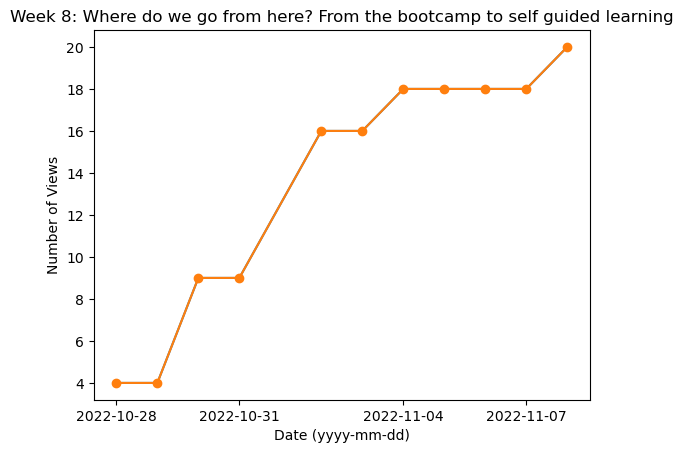 Week 8: Where do we go from here? From the bootcamp to self guided learning
20
18
16
14
12
10
8
6
4
Number of Views
2022-10-28 2022-10-31 2022-11-04 2022-11-07
Date (yyyy-mm-dd)